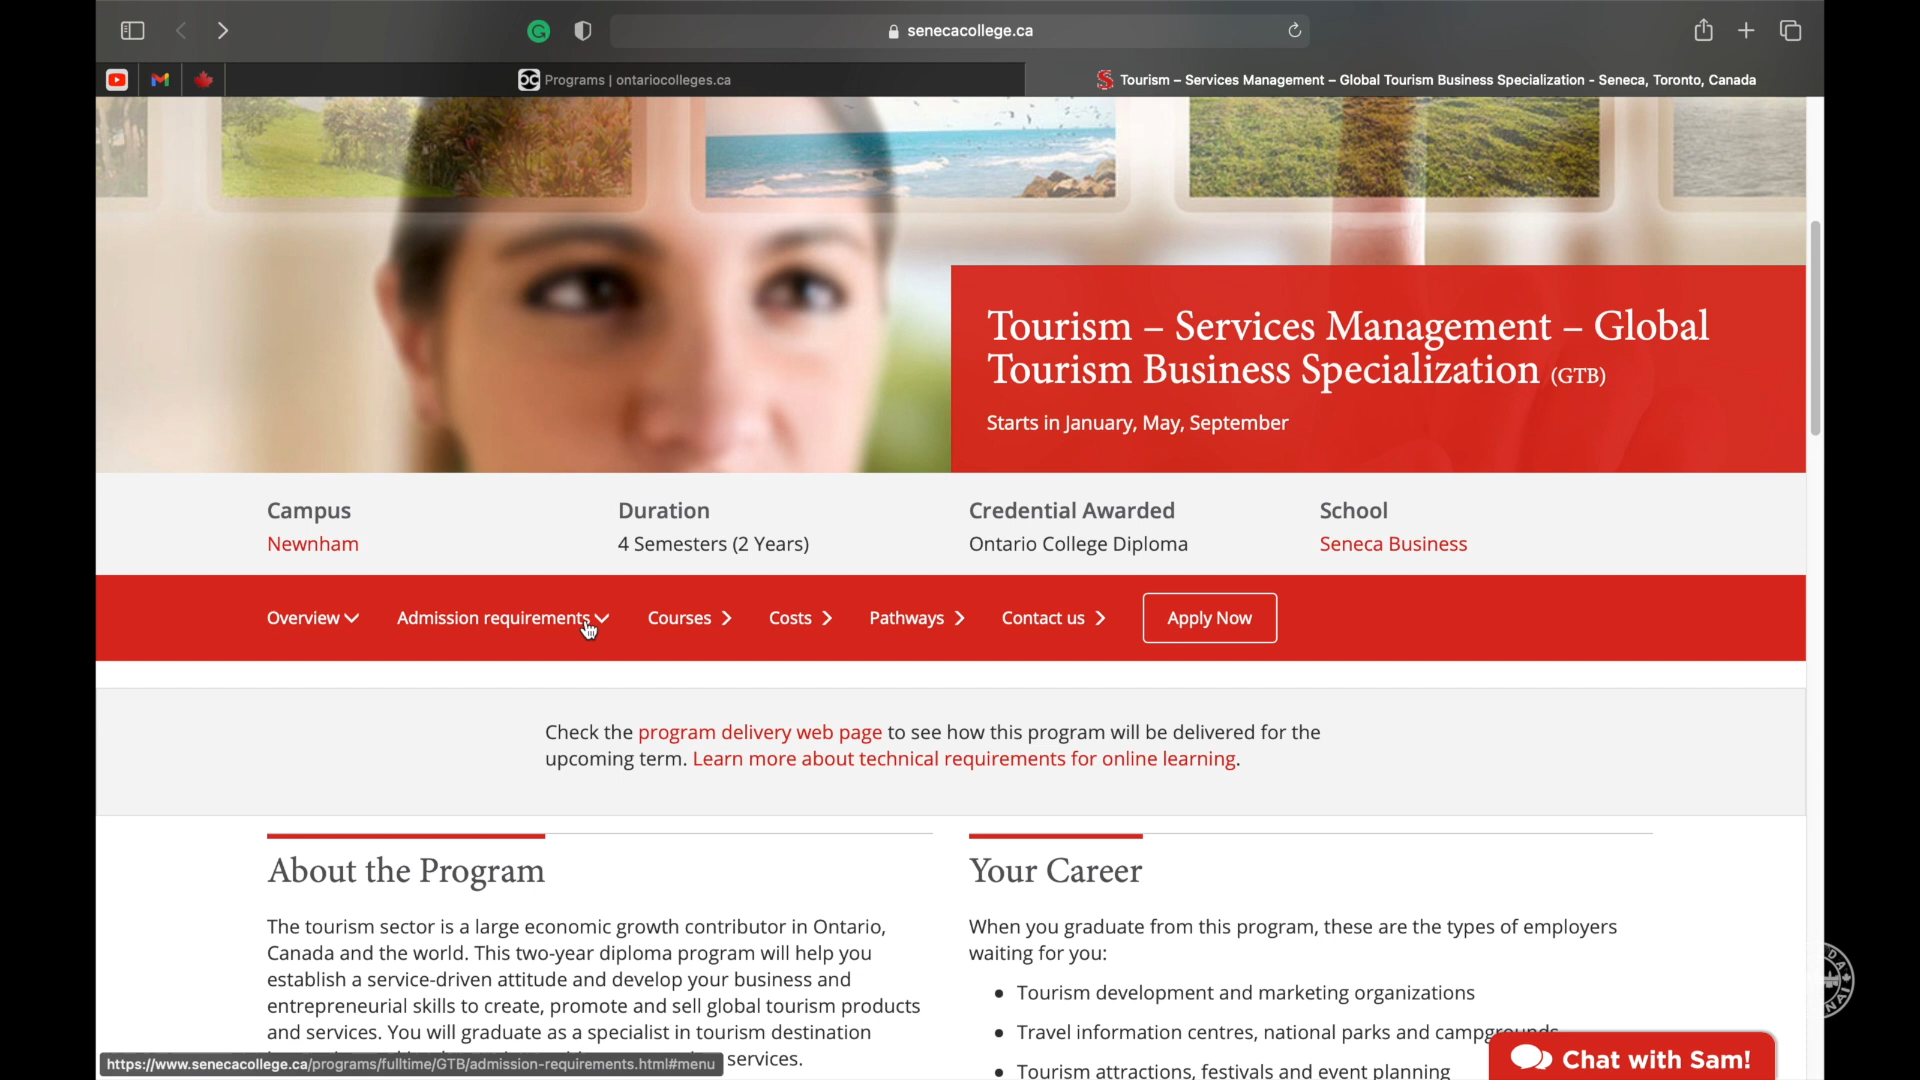 senecacollege.ca
Programs | ontariocolleges.ca
Tourism – Services Management – Global Tourism Business Specialization - Seneca, Toronto, Canada
Tourism – Services Management – Global
Tourism Business Specialization (GTB)
Starts in January, May, September
Campus
Newnham
Duration
4 Semesters (2 Years)
Credential Awarded
Ontario College Diploma
School
Seneca Business
Overview Admission requirements Courses Costs Pathways Contact us Apply Now
Check the program delivery web page to see how this program will be delivered for the
upcoming term. Learn more about technical requirements for online learning.
About the Program
The tourism sector is a large economic growth contributor in Ontario,
Canada and the world. This two-year diploma program will help you
establish a service-driven attitude and develop your business and
entrepreneurial skills to create, promote and sell global tourism products
and services. You will graduate as a specialist in tourism destination
services.
Your Career
When you graduate from this program, these are the types of employers
waiting for you:
Tourism development and marketing organizations
Travel information centres, national parks and campgrounds
Tourism attractions, festivals and event planning
Chat with Sam!
https://www.senecacollege.ca/programs/fulltime/GTB/admission-requirements.html#menu